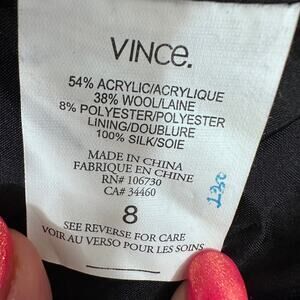 VINCE.
54% ACRYLIC/ACRYLIQUE
38% WOOL/LAINE
8% POLYESTER/POLYESTER
LINING/DOUBLURE
100% SILK/SOIE
MADE IN CHINA
FABRIQUE EN CHINE
RN# 106730
CA# 34460
8
SEE REVERSE FOR CARE
VOIR AU VERSO POUR LES SOINS